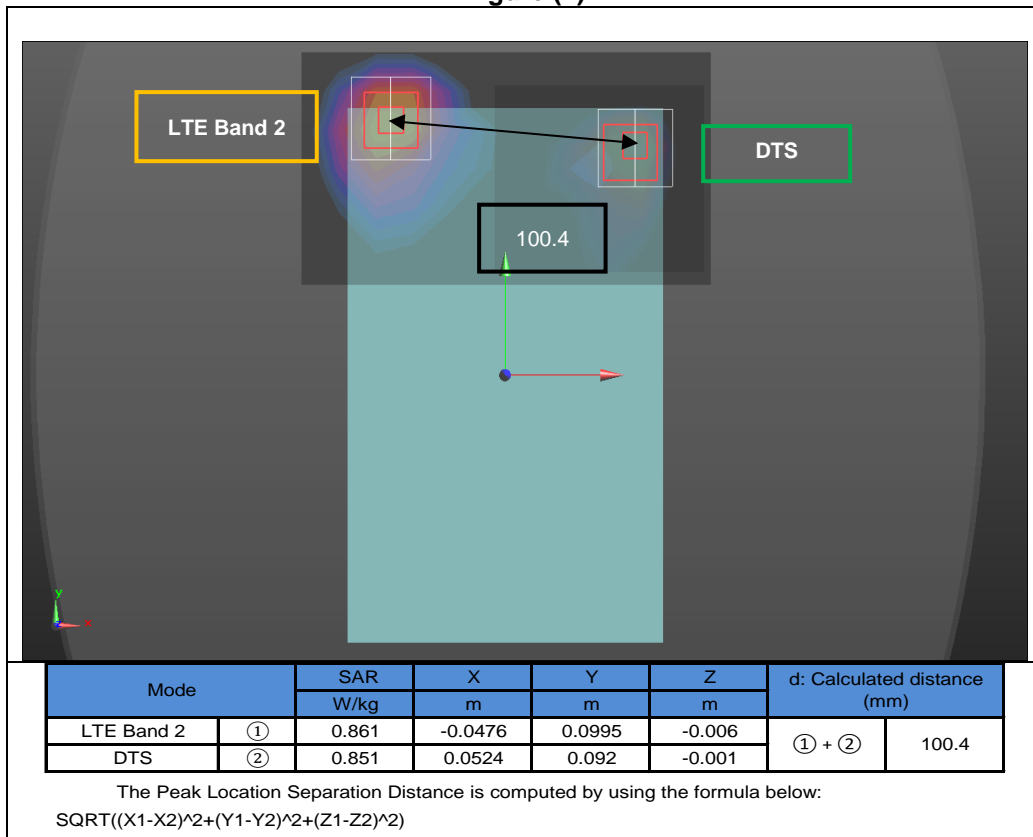 LTE Band 2
DTS
100.4
y
x
Mode SAR X Y Z d: Calculated distance (mm)
W/kg m m m
LTE Band 2 ① 0.861 -0.0476 0.0995 -0.006 ① + ② 100.4
DTS ② 0.851 0.0524 0.092 -0.001
The Peak Location Separation Distance is computed by using the formula below:
SQRT((X1-X2)^2+(Y1-Y2)^2+(Z1-Z2)^2)